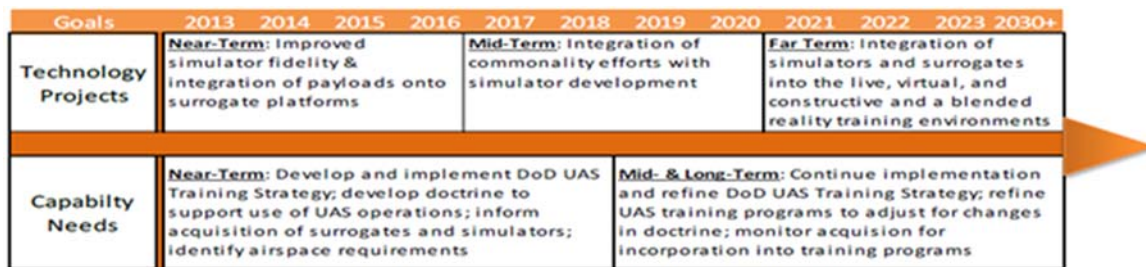 Goals 2013 2014 2015 2016 2017 2018 2019 2020 2021 2022 2023 2030+
Technology
Projects
Near-Term: Improved
simulator fidelity &
integration of payloads onto
surrogate platforms
Mid-Term: Integration of
commonality efforts with
simulator development
Far Term: Integration of
simulators and surrogates
into the live, virtual, and
constructive and a blended
reality training environments
Capabilty
Needs
Near-Term: Develop and implement DoD UAS
Training Strategy; develop doctrine to
support use of UAS operations; inform
acquisition of surrogates and simulators;
identify airspace requirements
Mid- & Long-Term: Continue implementation
and refine DoD UAS Training Strategy; refine
UAS training programs to adjust for changes
in doctrine; monitor acquision for
incorporation into training programs